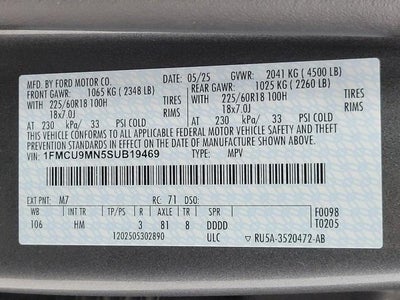 MFD. BY FORD MOTOR CO. 05/25 GVWR: 2041 KG ( 4500 LB)
FRONT GAWR: 1065 KG ( 2348 LB) REAR GAWR: 1025 KG ( 2260 LB)
WITH 225/60R18 100H TIRES WITH 225/60R18 100H TIRES
18x7.0J RIMS 18x7.0J RIMS
AT 230 kPa/ 33 PSI COLD AT 230 kPa/ 33 PSI COLD
THIS VEHICLE CONFORMS TO ALL APPLICABLE FEDERAL MOTOR VEHICLE SAFETY AND THEFT
PREVENTION STANDARDS IN EFFECT ON THE DATE OF MANUFACTURE SHOWN ABOVE.
VIN: 1FMCU9MN5SUB19469 TYPE: MPV
EXT PNT: M7 RC: 71 DSO:
WB INT TR TP/PS R AX TR SPR F0098
106 HM 3 81 8 DDDD T0205
1202505302890 ULC RU5A-3520472-AB